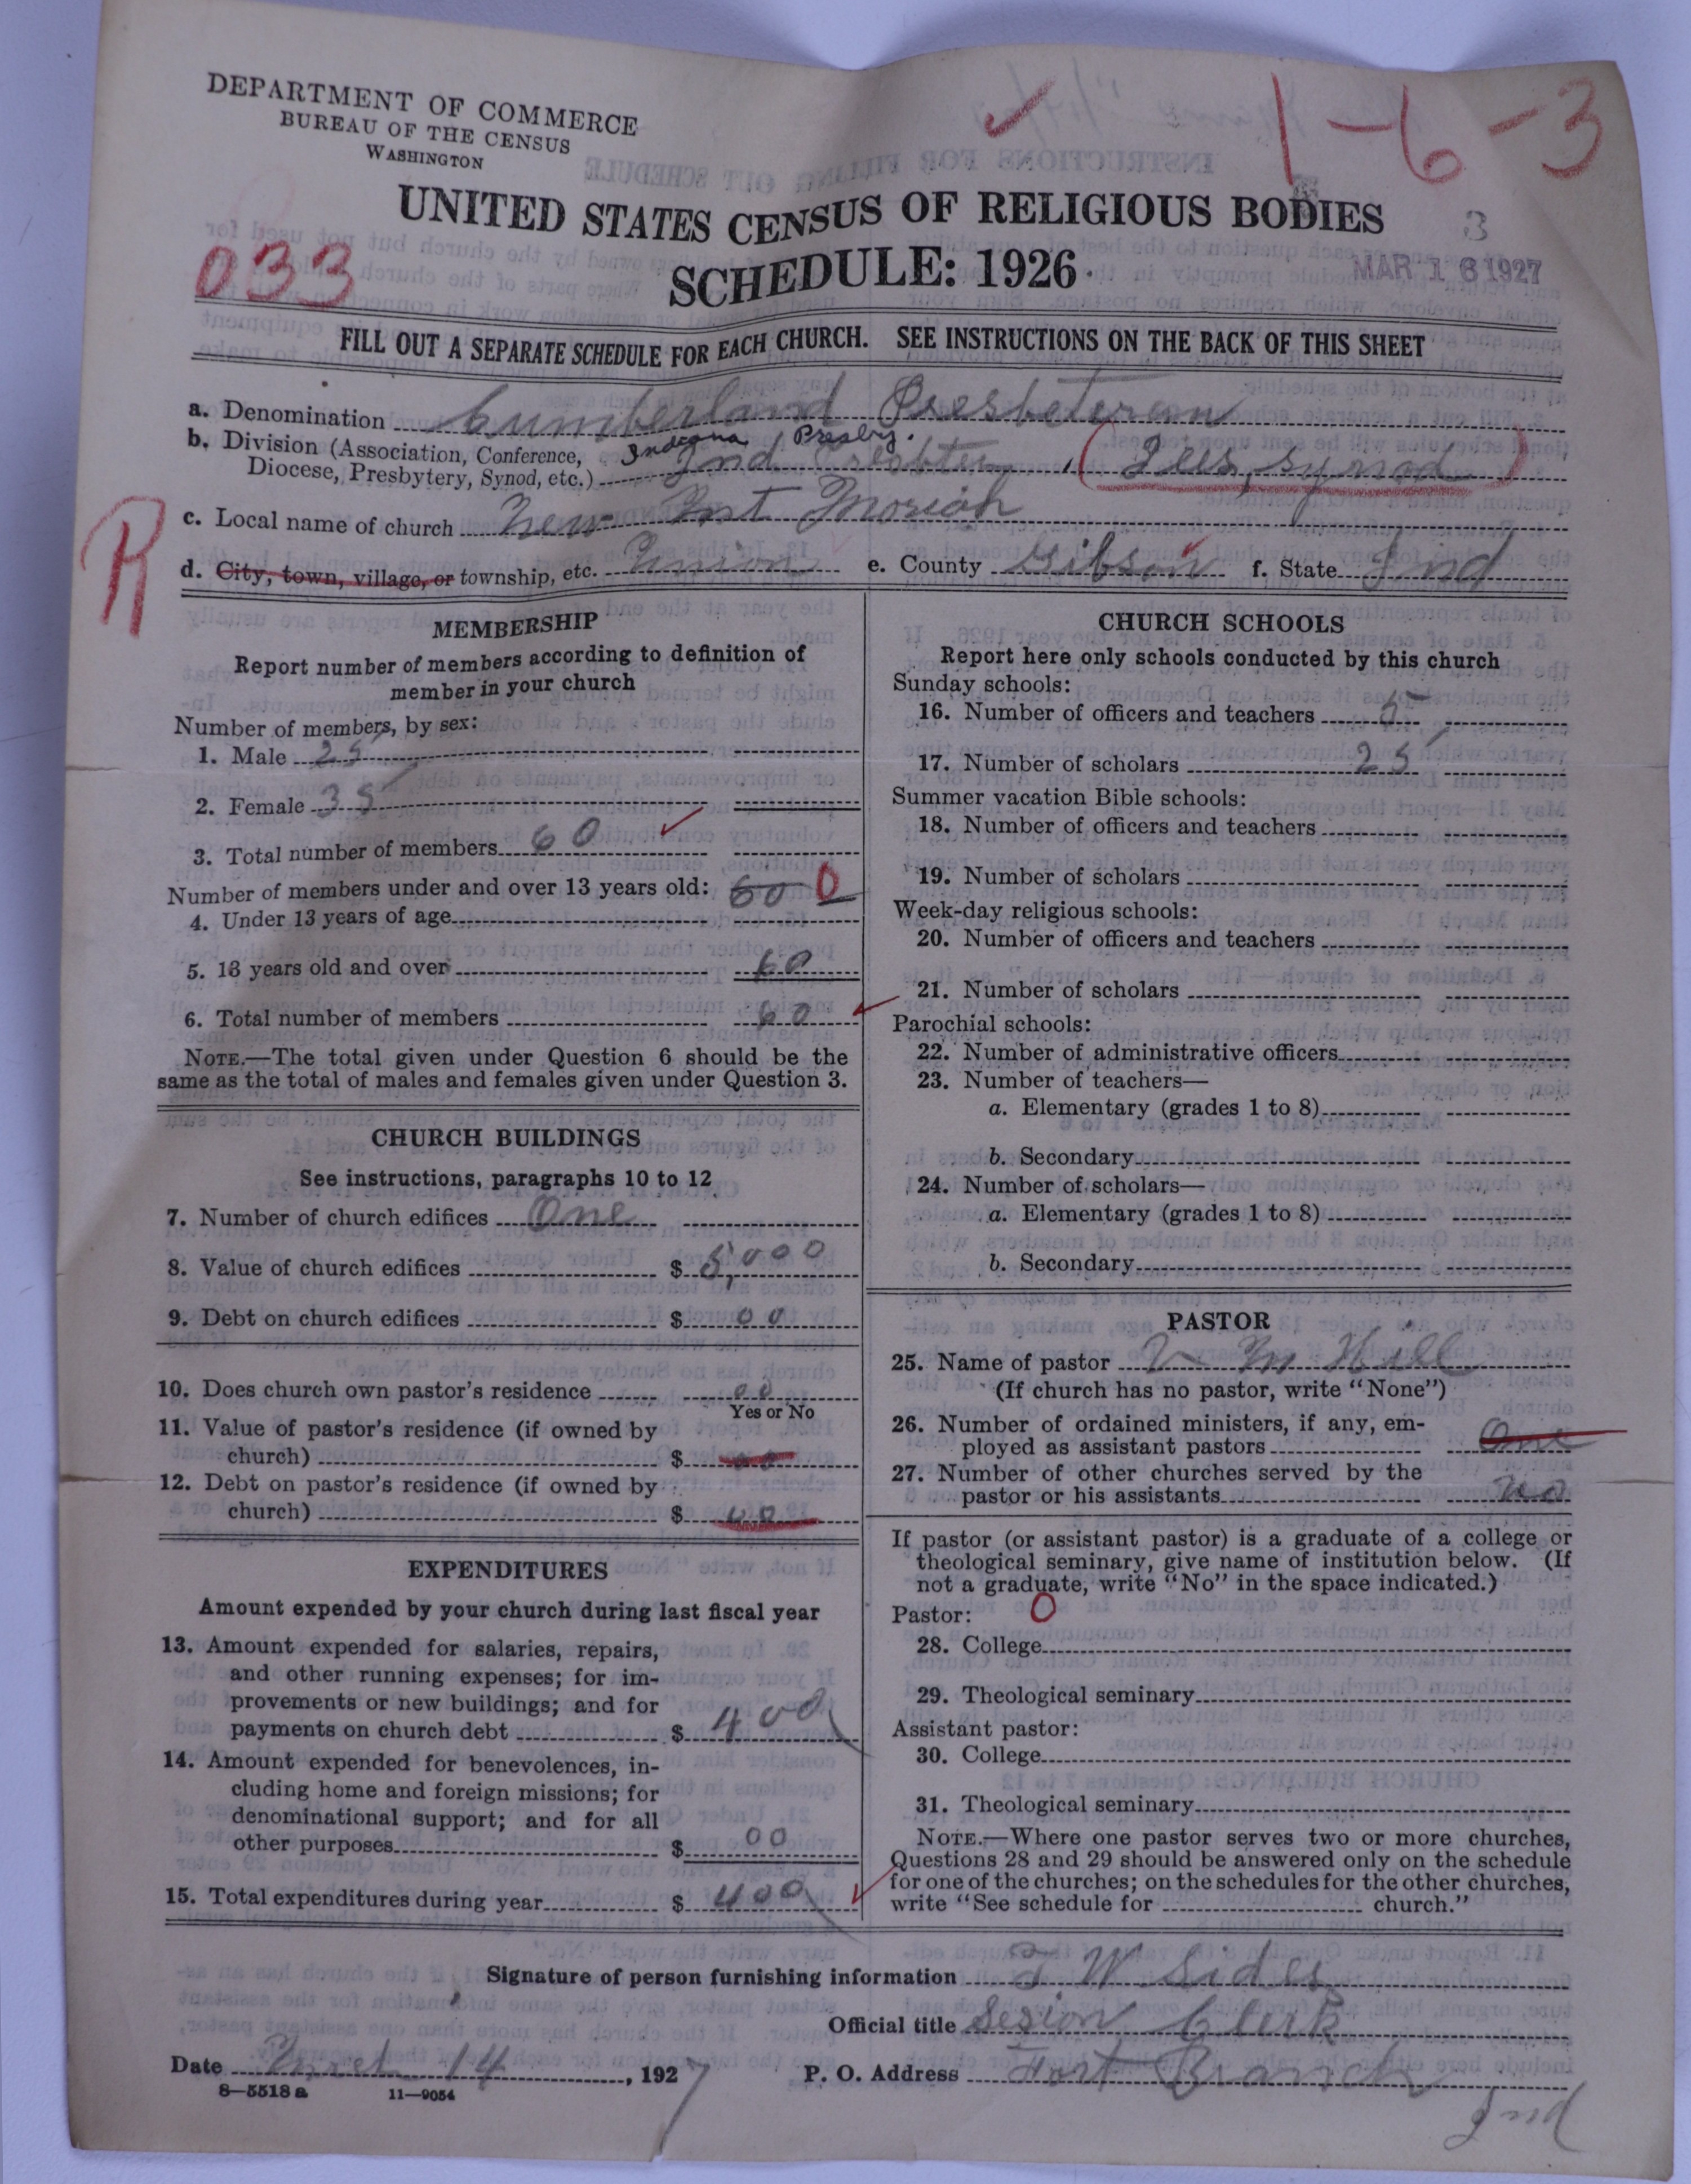 DEPARTMENT OF COMMERCE
BUREAU OF THE CENSUS
WASHINGTON
1-6-3
UNITED STATES CENSUS OF RELIGIOUS BODIES
SCHEDULE: 1926
033
3
MAR 16 1927
FILL OUT A SEPARATE SCHEDULE FOR EACH CHURCH. SEE INSTRUCTIONS ON THE BACK OF THIS SHEET
a. Denomination Cumberland Presbeteran
Indiana Presby.
b. Division (Association, Conference, Diocese, Presbytery, Synod, etc.) Ind , ( synod )
R
c. Local name of church New Mt Moriah
d. City, town, village, or township, etc. Union e. County Gibson f. State Ind
MEMBERSHIP
Report number of members according to definition of
member in your church
Number of members, by sex:
1. Male 25
2. Female 35
3. Total number of members 60
Number of members under and over 13 years old: 60 0
4. Under 13 years of age
5. 13 years old and over 60
6. Total number of members 60
NOTE.—The total given under Question 6 should be the
same as the total of males and females given under Question 3.
CHURCH BUILDINGS
See instructions, paragraphs 10 to 12
7. Number of church edifices One
8. Value of church edifices $ 5,000
9. Debt on church edifices $ 00
10. Does church own pastor's residence 00
Yes or No
11. Value of pastor's residence (if owned by
church) $ 00
12. Debt on pastor's residence (if owned by
church) $ 00
EXPENDITURES
Amount expended by your church during last fiscal year
13. Amount expended for salaries, repairs,
and other running expenses; for im-
provements or new buildings; and for
payments on church debt $ 400
14. Amount expended for benevolences, in-
cluding home and foreign missions; for
denominational support; and for all
other purposes $ 00
15. Total expenditures during year $ 400
CHURCH SCHOOLS
Report here only schools conducted by this church
Sunday schools:
16. Number of officers and teachers 5
17. Number of scholars 25
Summer vacation Bible schools:
18. Number of officers and teachers
19. Number of scholars
Week-day religious schools:
20. Number of officers and teachers
21. Number of scholars
Parochial schools:
22. Number of administrative officers
23. Number of teachers—
a. Elementary (grades 1 to 8)
b. Secondary
24. Number of scholars—
a. Elementary (grades 1 to 8)
b. Secondary
PASTOR
25. Name of pastor V M Hill
(If church has no pastor, write "None")
26. Number of ordained ministers, if any, em-
ployed as assistant pastors One
27. Number of other churches served by the
pastor or his assistants no
If pastor (or assistant pastor) is a graduate of a college or
theological seminary, give name of institution below. (If
not a graduate, write "No" in the space indicated.)
Pastor: 0
28. College
29. Theological seminary
Assistant pastor:
30. College
31. Theological seminary
NOTE.—Where one pastor serves two or more churches,
Questions 28 and 29 should be answered only on the schedule
for one of the churches; on the schedules for the other churches,
write "See schedule for church."
Signature of person furnishing information T W Sides
Official title Sesion Clerk
Date March 14, 1927 P. O. Address Fort Branch
Ind
8—5518a 11—9054